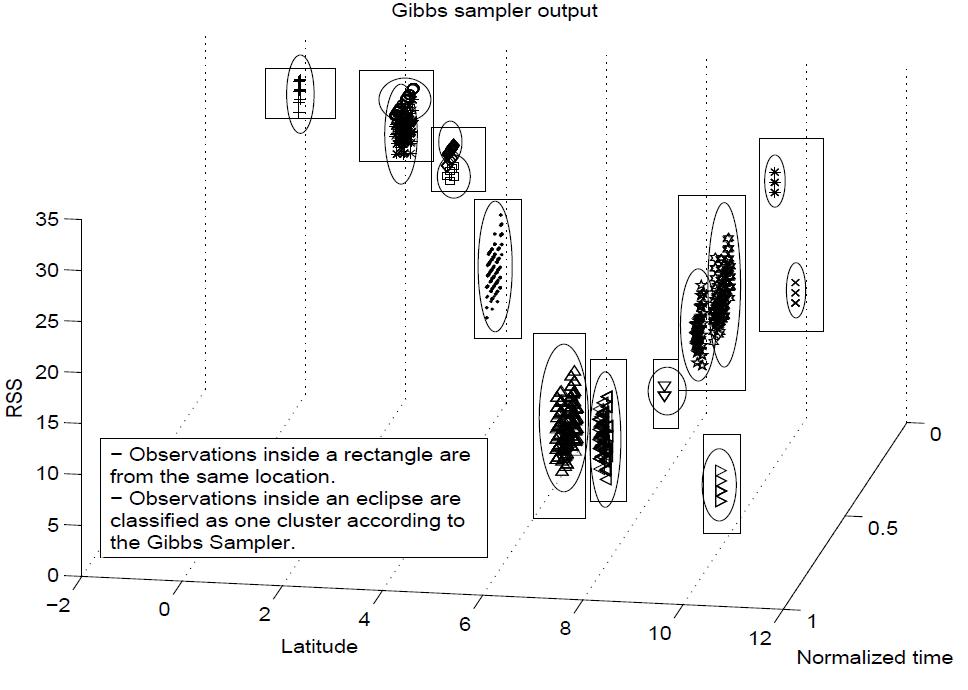 Gibbs sampler output
35
30
25
20
15
10
5
0
RSS
− Observations inside a rectangle are
from the same location.
− Observations inside an eclipse are
classified as one cluster according to
the Gibbs Sampler.
−2
0
2
4
6
8
10
12
Latitude
0
0.5
1
Normalized time